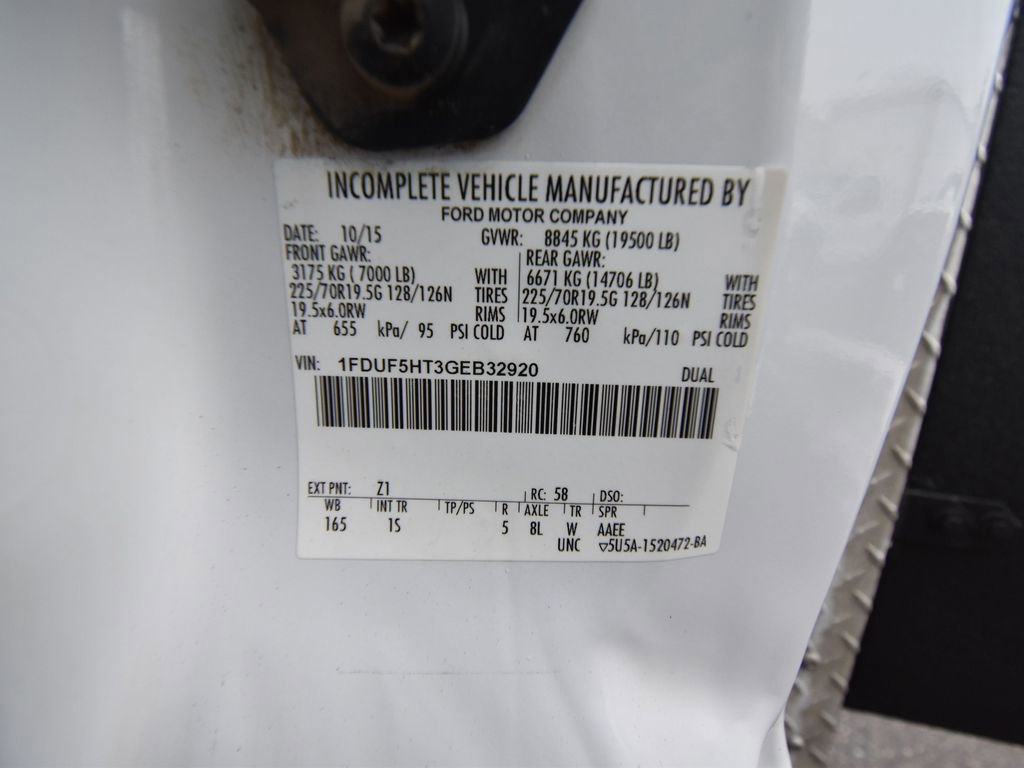 INCOMPLETE VEHICLE MANUFACTURED BY
FORD MOTOR COMPANY
DATE: 10/15 GVWR: 8845 KG (19500 LB)
FRONT GAWR: REAR GAWR:
3175 KG ( 7000 LB) WITH 6671 KG (14706 LB) WITH
225/70R19.5G 128/126N TIRES 225/70R19.5G 128/126N TIRES
19.5x6.0RW RIMS 19.5x6.0RW RIMS
AT 655 kPa/ 95 PSI COLD AT 760 kPa/110 PSI COLD
VIN: 1FDUF5HT3GEB32920 DUAL
EXT PNT: Z1 RC: 58 DSO:
WB INT TR TP/PS R AXLE TR SPR
165 1S 5 8L W AAEE
UNC ▽5U5A-1520472-BA